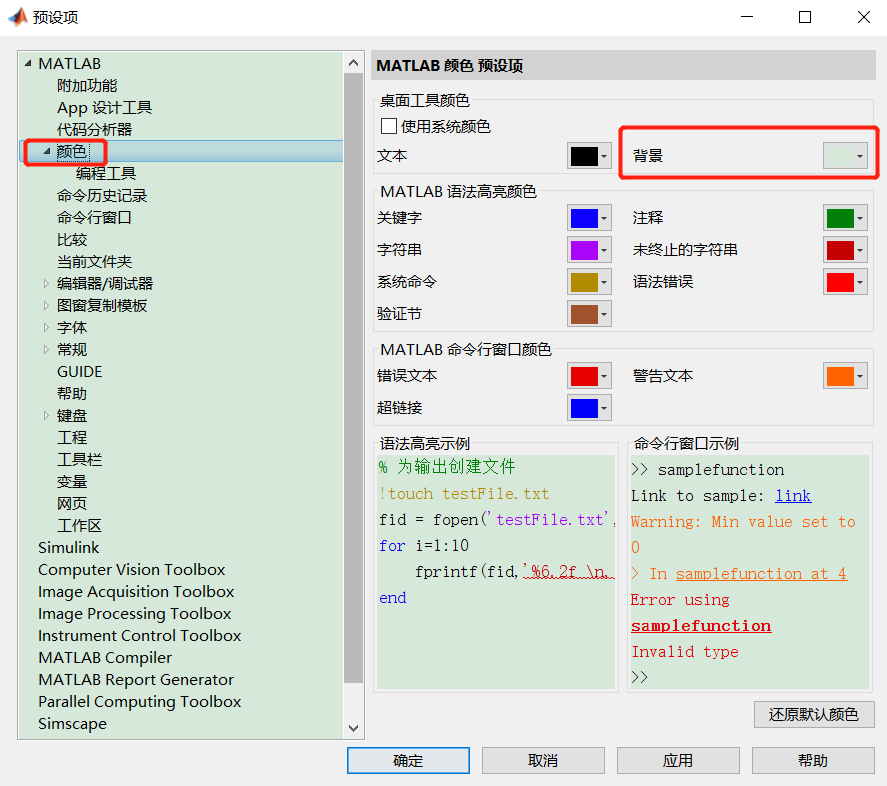 预设项
MATLAB
附加功能
App 设计工具
代码分析器
颜色
编程工具
命令历史记录
命令行窗口
比较
当前文件夹
编辑器/调试器
图窗复制模板
字体
常规
GUIDE
帮助
键盘
工程
工具栏
变量
网页
工作区
Simulink
Computer Vision Toolbox
Image Acquisition Toolbox
Image Processing Toolbox
Instrument Control Toolbox
MATLAB Compiler
MATLAB Report Generator
Parallel Computing Toolbox
Simscape
MATLAB 颜色 预设项
桌面工具颜色
使用系统颜色
文本
背景
MATLAB 语法高亮颜色
关键字
注释
字符串
未终止的字符串
系统命令
语法错误
验证节
MATLAB 命令行窗口颜色
错误文本
警告文本
超链接
语法高亮示例
% 为输出创建文件
!touch testFile.txt
fid = fopen('testFile.txt',
for i=1:10
fprintf(fid,'%6.2f \n,
end
命令行窗口示例
>> samplefunction
Link to sample: link
Warning: Min value set to
0
> In samplefunction at 4
Error using
samplefunction
Invalid type
>>
还原默认颜色
确定
取消
应用
帮助